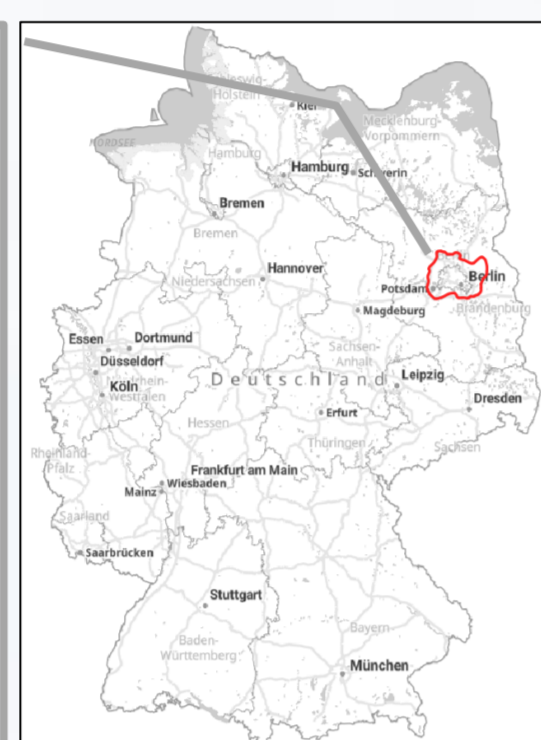 Schleswig-
Holstein
Kiel
Mecklenburg-
Vorpommern
NORDSEE
Hamburg
Hamburg
Schwerin
Bremen
Bremen
Hannover
Niedersachsen
Berlin
Potsdam
Brandenburg
Magdeburg
Sachsen-
Anhalt
Essen
Dortmund
Düsseldorf
Köln
Nordrhein-
Westfalen
Deutschland
Leipzig
Dresden
Hessen
Erfurt
Thüringen
Sachsen
Rheinland-
Pfalz
Frankfurt am Main
Wiesbaden
Mainz
Saarland
Saarbrücken
Stuttgart
Baden-
Württemberg
Bayern
München